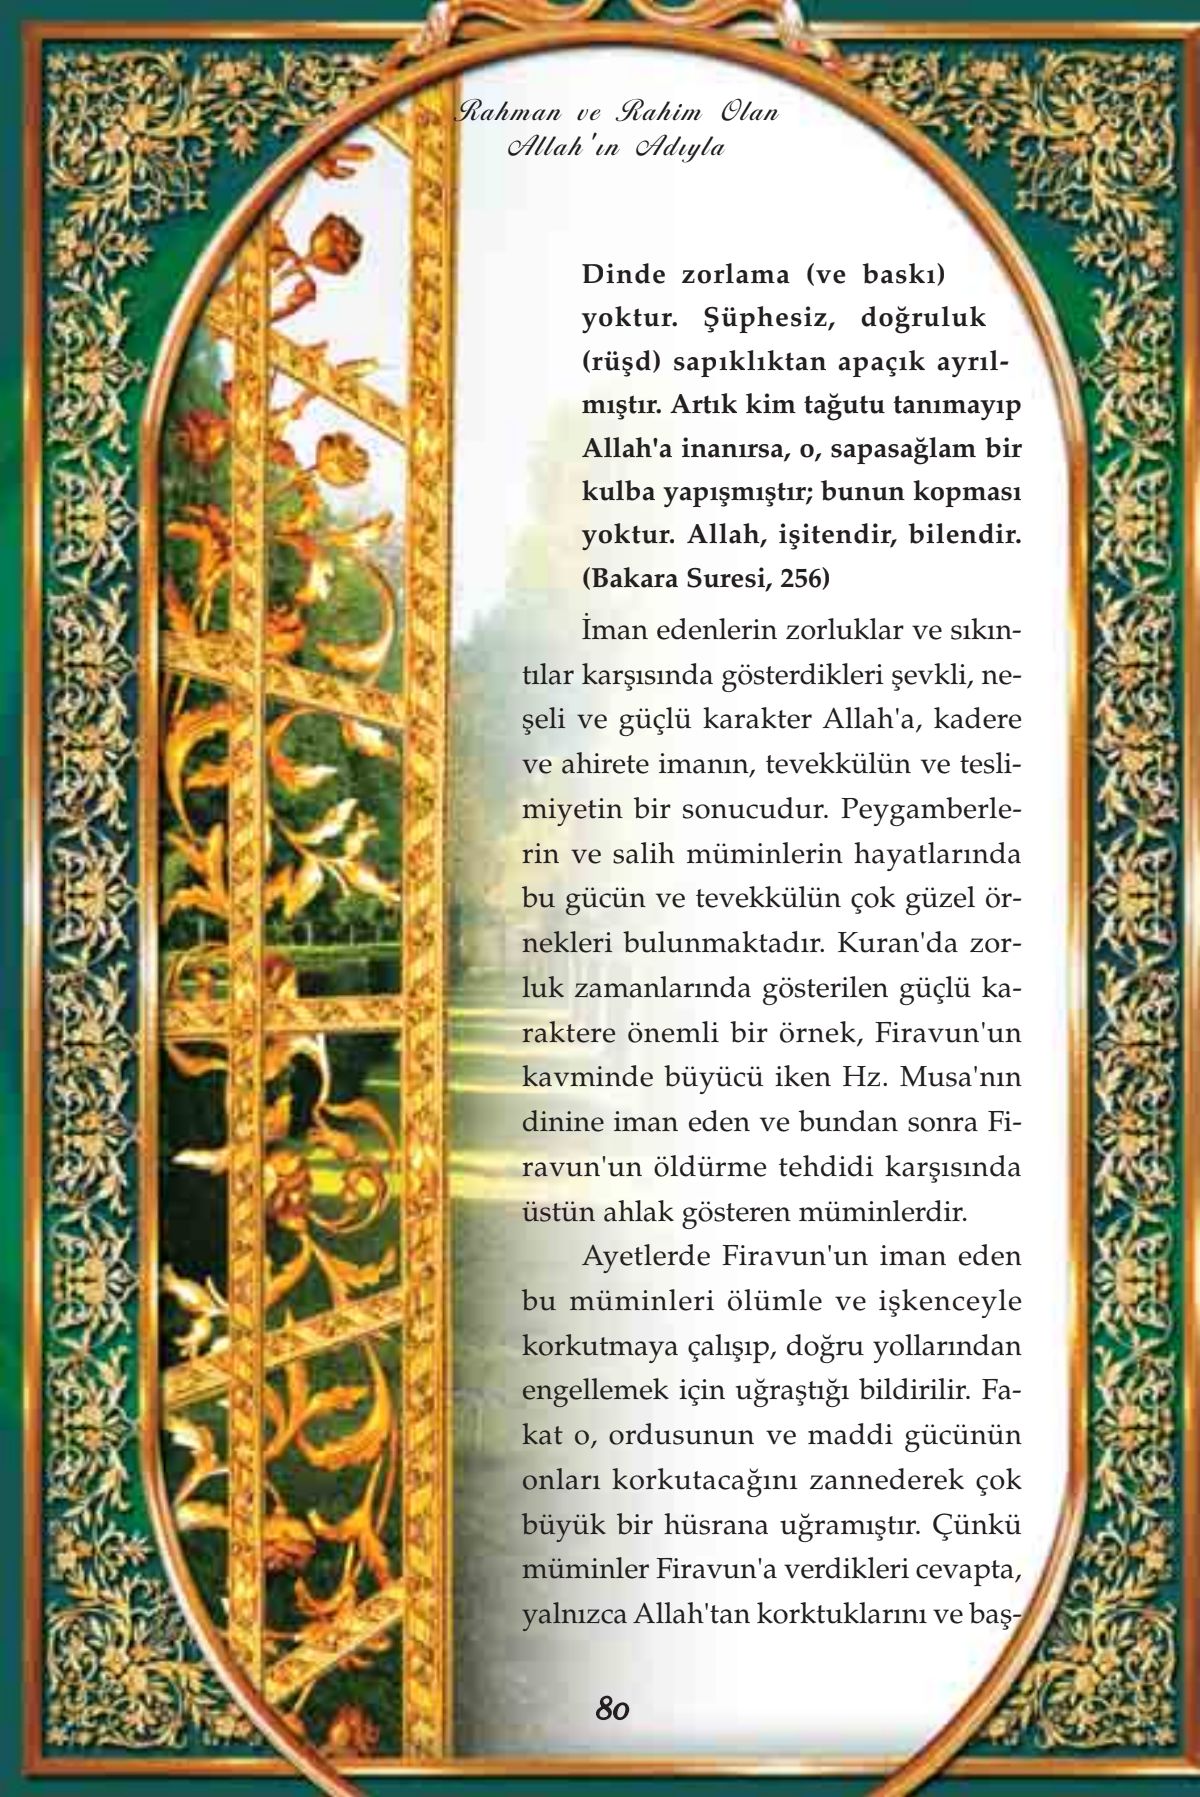 Rahman ve Rahim Olan
Allah'ın Adıyla
Dinde zorlama (ve baskı)
yoktur. Şüphesiz, doğruluk
(rüşd) sapıklıktan apaçık ayrıl-
mıştır. Artık kim tağutu tanımayıp
Allah'a inanırsa, o, sapasağlam bir
kulba yapışmıştır; bunun kopması
yoktur. Allah, işitendir, bilendir.
(Bakara Suresi, 256)
İman edenlerin zorluklar ve sıkın-
tılar karşısında gösterdikleri şevkli, ne-
şeli ve güçlü karakter Allah'a, kadere
ve ahirete imanın, tevekkülün ve tesli-
miyetin bir sonucudur. Peygamberle-
rin ve salih müminlerin hayatlarında
bu gücün ve tevekkülün çok güzel ör-
nekleri bulunmaktadır. Kuran'da zor-
luk zamanlarında gösterilen güçlü ka-
raktere önemli bir örnek, Firavun'un
kavminde büyücü iken Hz. Musa'nın
dinine iman eden ve bundan sonra Fi-
ravun'un öldürme tehdidi karşısında
üstün ahlak gösteren müminlerdir.
Ayetlerde Firavun'un iman eden
bu müminleri ölümle ve işkenceyle
korkutmaya çalışıp, doğru yollarından
engellemek için uğraştığı bildirilir. Fa-
kat o, ordusunun ve maddi gücünün
onları korkutacağını zannederek çok
büyük bir hüsrana uğramıştır. Çünkü
müminler Firavun'a verdikleri cevapta,
yalnızca Allah'tan korktuklarını ve baş-
80